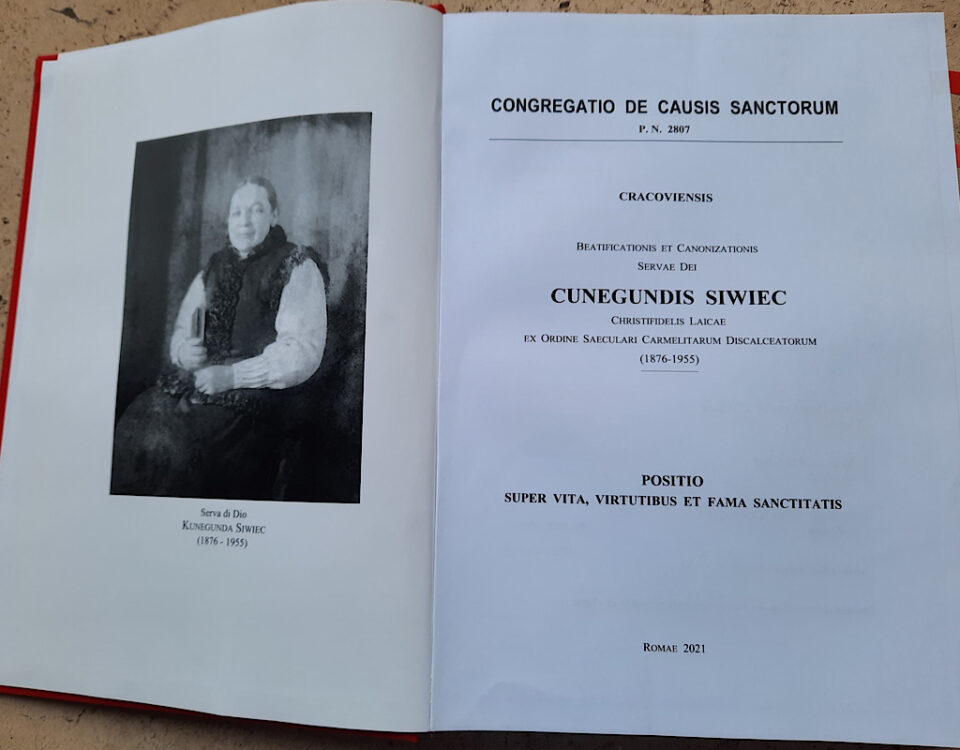 Serva di Dio
KUNEGUNDA SIWIEC
(1876 - 1955)
CONGREGATIO DE CAUSIS SANCTORUM
P. N. 2807
CRACOVIENSIS
BEATIFICATIONIS ET CANONIZATIONIS
SERVAE DEI
CUNEGUNDIS SIWIEC
CHRISTIFIDELIS LAICAE
EX ORDINE SAECULARI CARMELITARUM DISCALCEATORUM
(1876-1955)
POSITIO
SUPER VITA, VIRTUTIBUS ET FAMA SANCTITATIS
ROMAE 2021